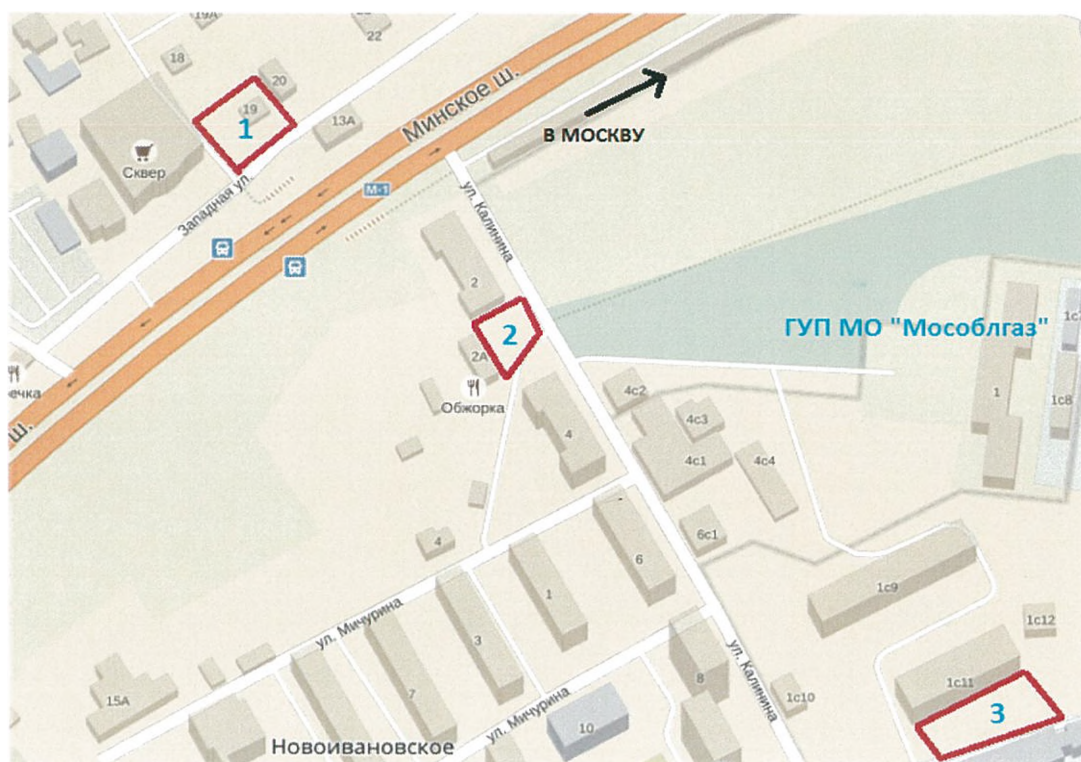 19А
22
18
20
19
1
13А
Минское ш.
В МОСКВУ
Сквер
М-1
Западная ул.
ул. Калинина
2
2
2А
Обжорка
ГУП МО "Мособлгаз"
1
1с8
ш.
4
4с2
4с3
4с1
4с4
6с1
4
6
1
1с9
ул. Мичурина
3
7
15А
1с12
8
ул. Калинина
1с10
1с11
3
ул. Мичурина
10
Новоивановское